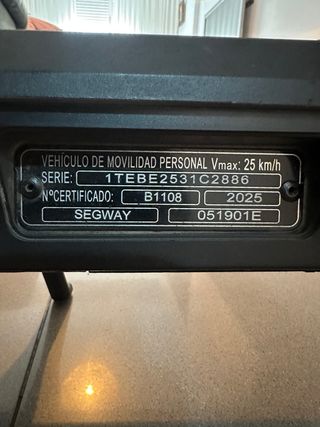 VEHÍCULO DE MOVILIDAD PERSONAL Vmax: 25 km/h
SERIE: 1TEBE2531C2886
NºCERTIFICADO: B1108 2025
SEGWAY 051901E